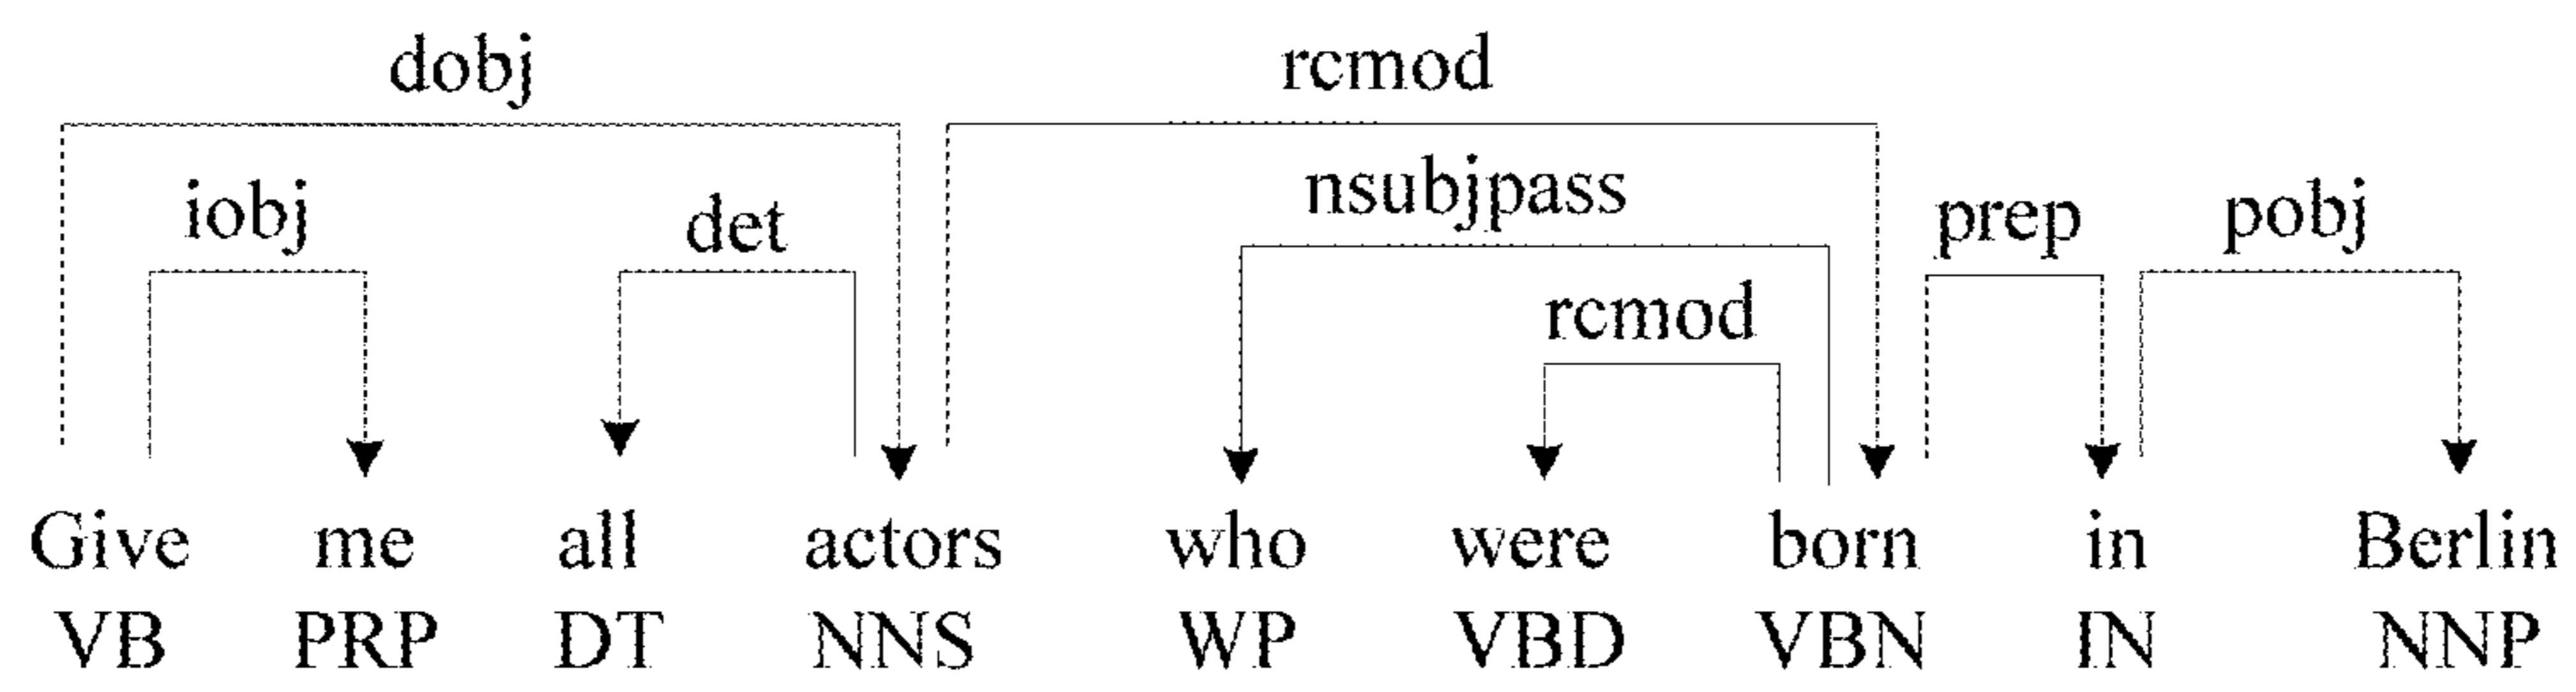 dobj rcmod
nsubjpass
iobj det prep pobj
rcmod
Give me all actors who were born in Berlin
VB PRP DT NNS WP VBD VBN IN NNP